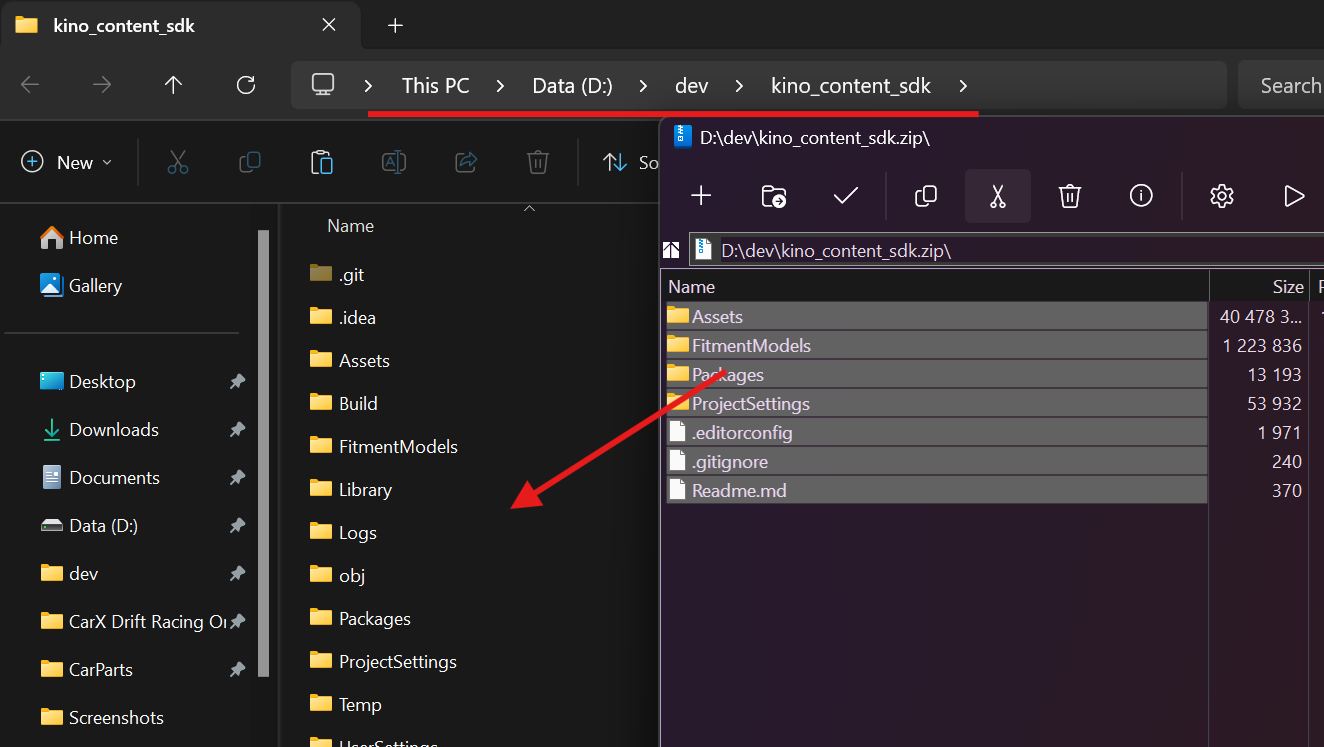 kino_content_sdk
This PC
Data (D:)
dev
kino_content_sdk
Search
New
So
D:\dev\kino_content_sdk.zip\
D:\dev\kino_content_sdk.zip\
Home
Gallery
Desktop
Downloads
Documents
Data (D:)
dev
CarX Drift Racing O
CarParts
Screenshots
Name
.git
.idea
Assets
Build
FitmentModels
Library
Logs
obj
Packages
ProjectSettings
Temp
UserSettings
Name Size
Assets 40 478 3...
FitmentModels 1 223 836
Packages 13 193
ProjectSettings 53 932
.editorconfig 1 971
.gitignore 240
Readme.md 370